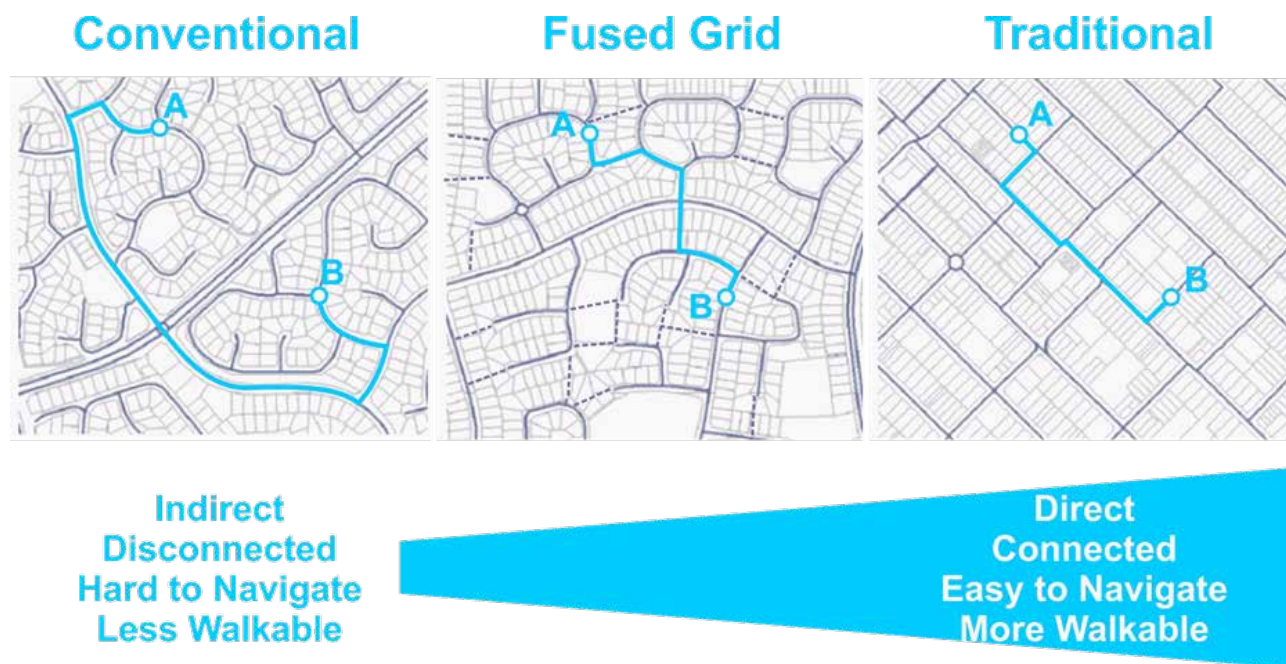 Conventional
Fused Grid
Traditional
A
B
A
B
A
B
Indirect
Disconnected
Hard to Navigate
Less Walkable
Direct
Connected
Easy to Navigate
More Walkable